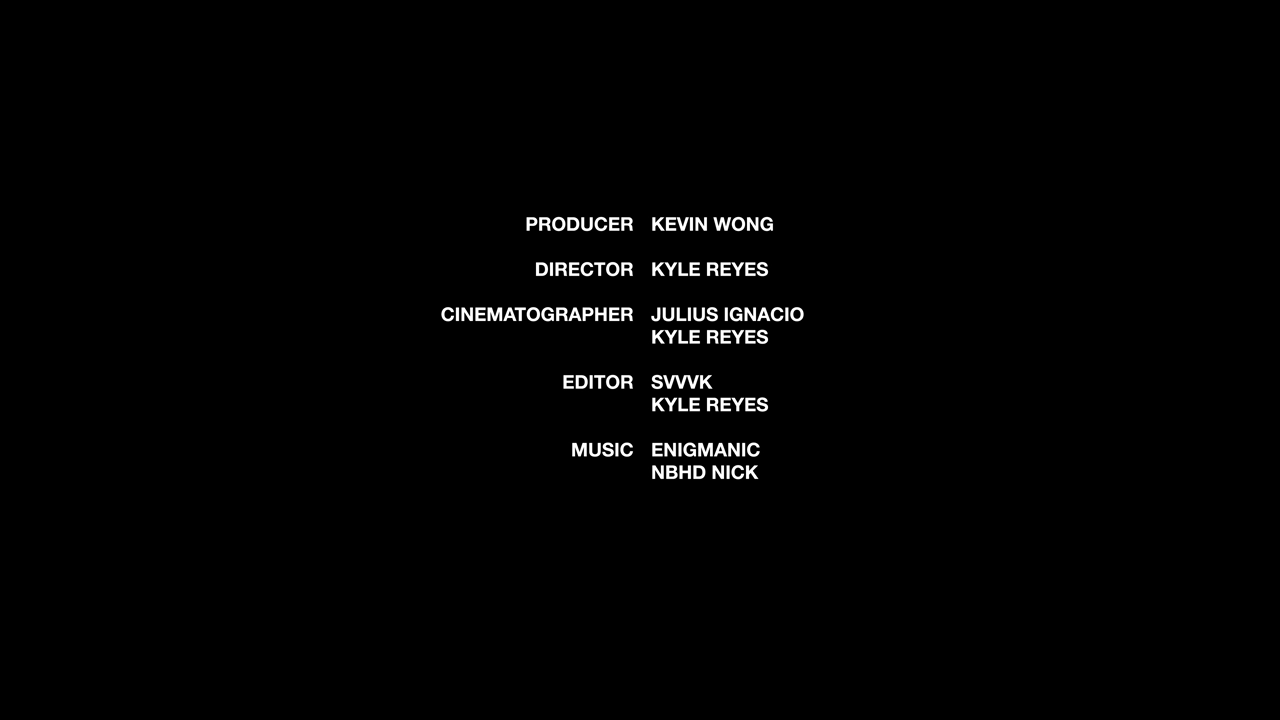 PRODUCER KEVIN WONG
DIRECTOR KYLE REYES
CINEMATOGRAPHER JULIUS IGNACIO
KYLE REYES
EDITOR SVVVK
KYLE REYES
MUSIC ENIGMANIC
NBHD NICK